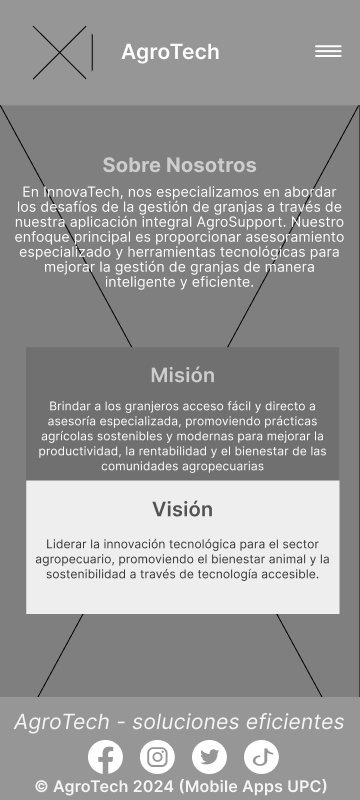 AgroTech
Sobre Nosotros
En InnovaTech, nos especializamos en abordar
los desafíos de la gestión de granjas a través de
nuestra aplicación integral AgroSupport. Nuestro
enfoque principal es proporcionar asesoramiento
especializado y herramientas tecnológicas para
mejorar la gestión de granjas de manera
inteligente y eficiente.
Misión
Brindar a los granjeros acceso fácil y directo a
asesoría especializada, promoviendo prácticas
agrícolas sostenibles y modernas para mejorar la
productividad, la rentabilidad y el bienestar de las
comunidades agropecuarias
Visión
Liderar la innovación tecnológica para el sector
agropecuario, promoviendo el bienestar animal y la
sostenibilidad a través de tecnología accesible.
AgroTech - soluciones eficientes
© AgroTech 2024 (Mobile Apps UPC)